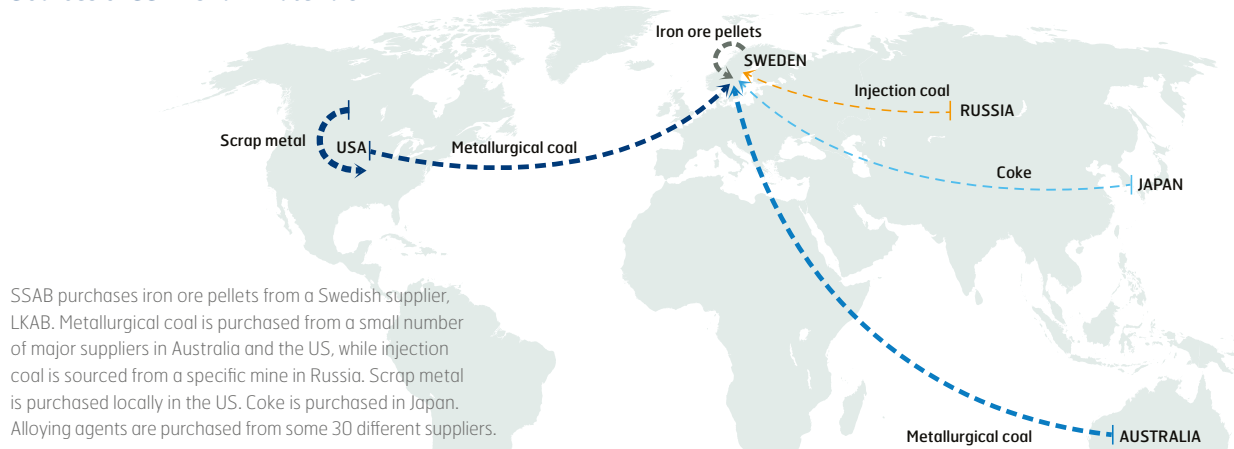 Iron ore pellets
SWEDEN
Injection coal
RUSSIA
Scrap metal
USA
Metallurgical coal
Coke
JAPAN
SSAB purchases iron ore pellets from a Swedish supplier,
LKAB. Metallurgical coal is purchased from a small number
of major suppliers in Australia and the US, while injection
coal is sourced from a specific mine in Russia. Scrap metal
is purchased locally in the US. Coke is purchased in Japan.
Alloying agents are purchased from some 30 different suppliers.
Metallurgical coal
AUSTRALIA